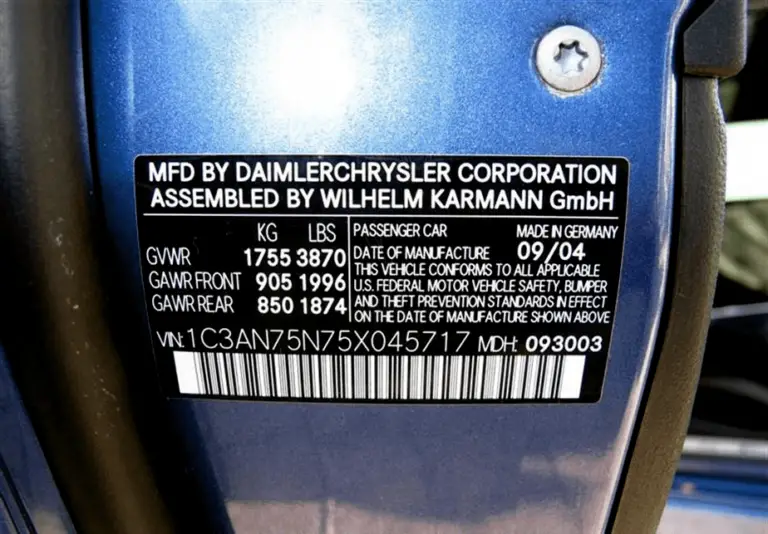 MFD BY DAIMLERCHRYSLER CORPORATION
ASSEMBLED BY WILHELM KARMANN GmbH
KG LBS
GVWR 1755 3870
GAWR FRONT 905 1996
GAWR REAR 850 1874
PASSENGER CAR MADE IN GERMANY
DATE OF MANUFACTURE 09/04
THIS VEHICLE CONFORMS TO ALL APPLICABLE
U.S. FEDERAL MOTOR VEHICLE SAFETY, BUMPER
AND THEFT PREVENTION STANDARDS IN EFFECT
ON THE DATE OF MANUFACTURE SHOWN ABOVE
VIN: 1C3AN75N75X045717 MDH: 093003